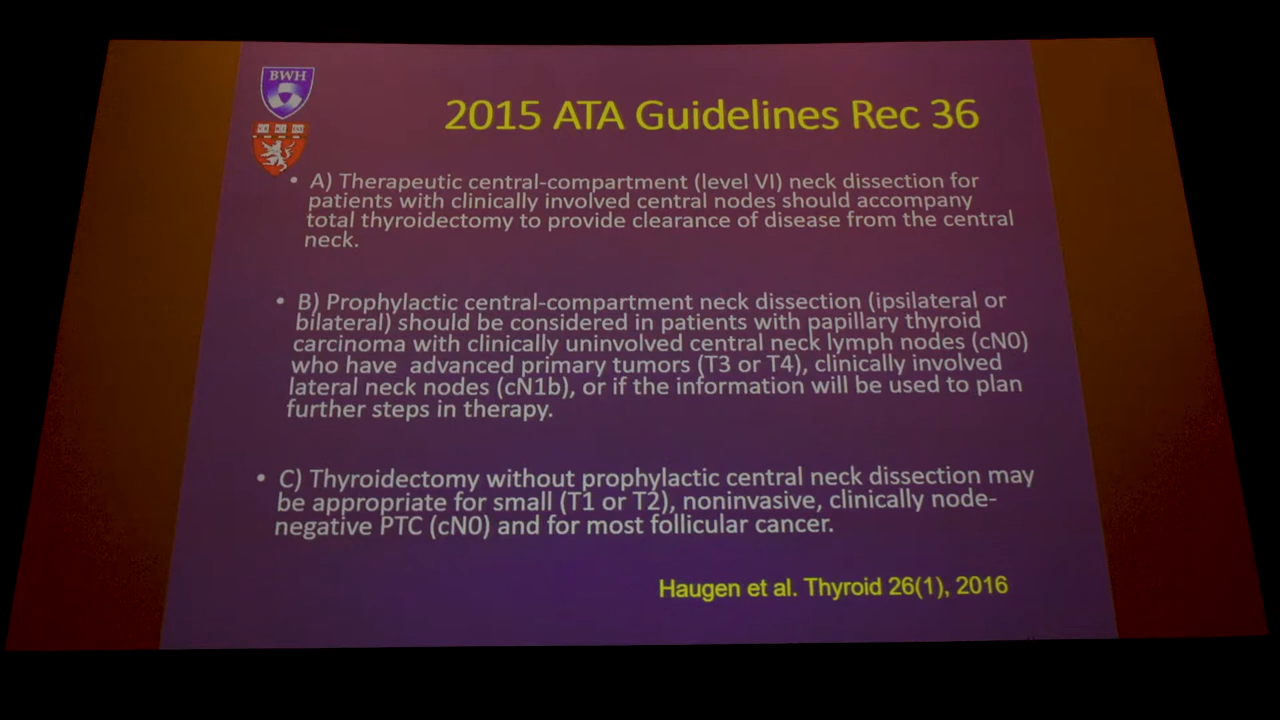 BWH
2015 ATA Guidelines Rec 36
• A) Therapeutic central-compartment (level VI) neck dissection for
patients with clinically involved central nodes should accompany
total thyroidectomy to provide clearance of disease from the central
neck.
• B) Prophylactic central-compartment neck dissection (ipsilateral or
bilateral) should be considered in patients with papillary thyroid
carcinoma with clinically uninvolved central neck lymph nodes (cN0)
who have advanced primary tumors (T3 or T4), clinically involved
lateral neck nodes (cN1b), or if the information will be used to plan
further steps in therapy.
• C) Thyroidectomy without prophylactic central neck dissection may
be appropriate for small (T1 or T2), noninvasive, clinically node-
negative PTC (cN0) and for most follicular cancer.
Haugen et al. Thyroid 26(1), 2016